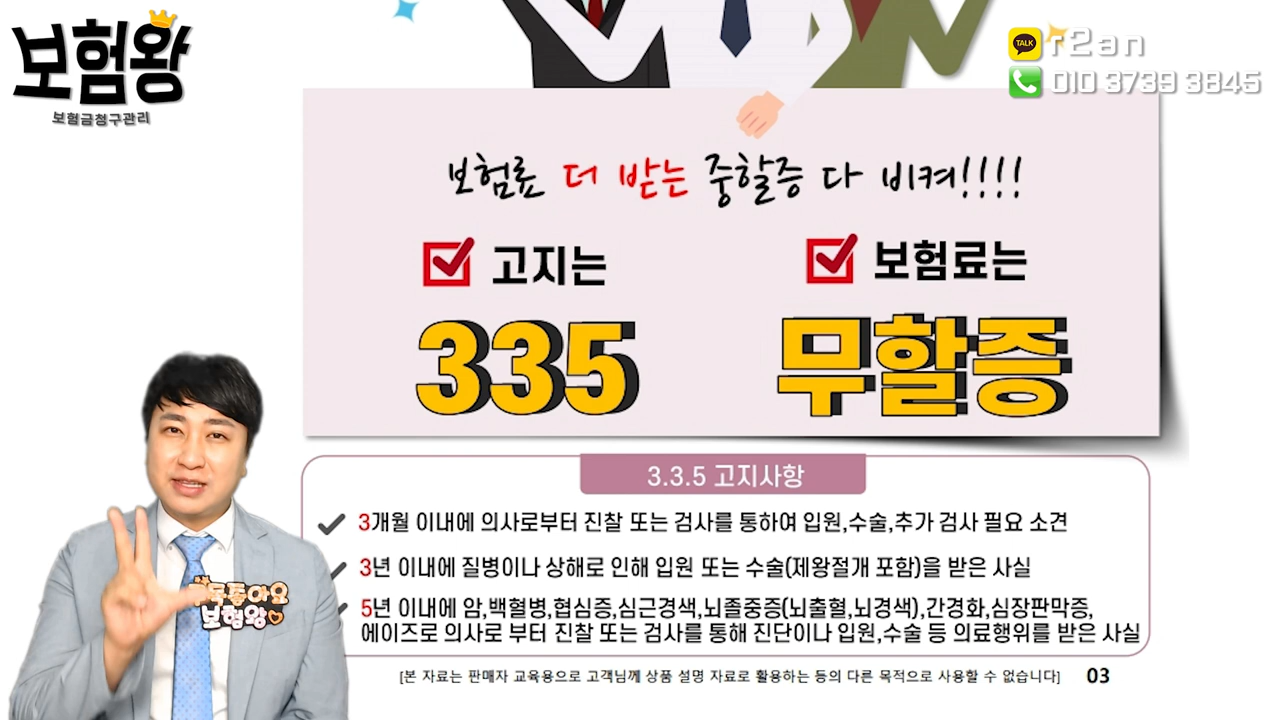 보험왕
보험금청구관리
TALK r2an
010 3739 3845
보험료 더 받는 중할증 다 비켜!!!!
고지는
보험료는
335
무할증
3.3.5 고지사항
3개월 이내에 의사로부터 진찰 또는 검사를 통하여 입원,수술,추가 검사 필요 소견
3년 이내에 질병이나 상해로 인해 입원 또는 수술(제왕절개 포함)을 받은 사실
5년 이내에 암,백혈병,협심증,심근경색,뇌졸중증(뇌출혈,뇌경색),간경화,심장판막증,
에이즈로 의사로 부터 진찰 또는 검사를 통해 진단이나 입원,수술 등 의료행위를 받은 사실
좋아요
보험왕♡
[본 자료는 판매자 교육용으로 고객님께 상품 설명 자료로 활용하는 등의 다른 목적으로 사용할 수 없습니다] 03